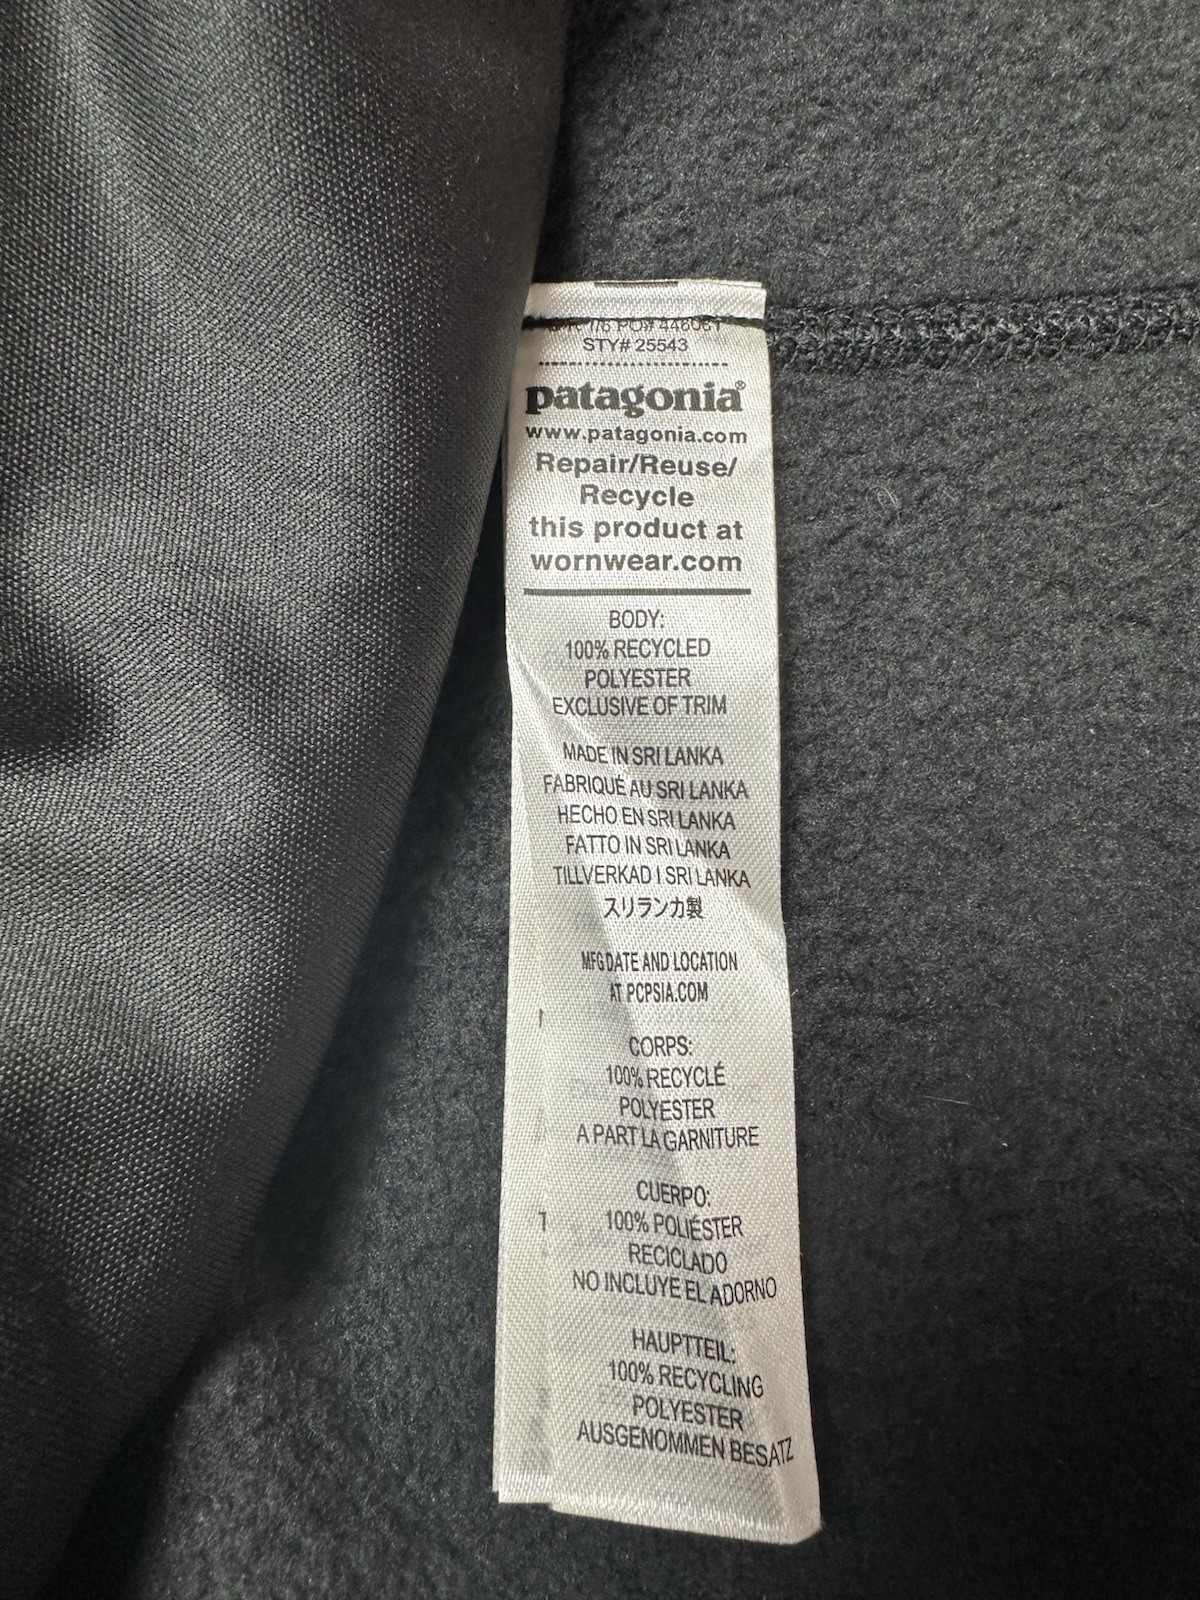 STY# 25543
patagonia®
www.patagonia.com
Repair/Reuse/
Recycle
this product at
wornwear.com
BODY:
100% RECYCLED
POLYESTER
EXCLUSIVE OF TRIM
MADE IN SRI LANKA
FABRIQUÉ AU SRI LANKA
HECHO EN SRI LANKA
FATTO IN SRI LANKA
TILLVERKAD I SRI LANKA
スリランカ製
MFG DATE AND LOCATION
AT PCPSIA.COM
CORPS:
100% RECYCLÉ
POLYESTER
A PART LA GARNITURE
CUERPO:
100% POLIÉSTER
RECICLADO
NO INCLUYE EL ADORNO
HAUPTTEIL:
100% RECYCLING
POLYESTER
AUSGENOMMEN BESATZ